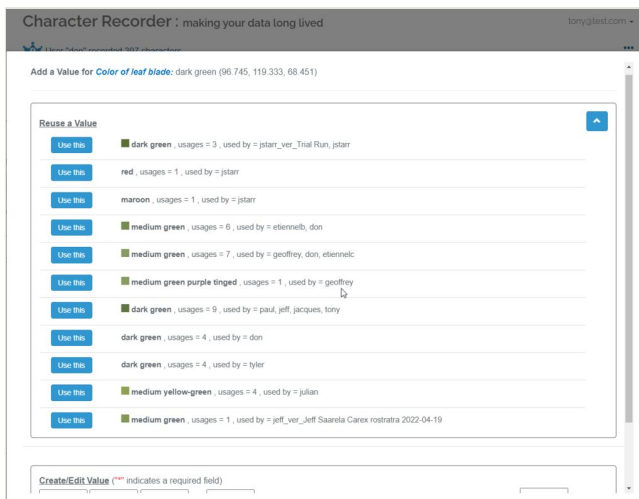 Character Recorder : making your data long lived
tony@test.com
User "don" recorded 397 characters
Add a Value for Color of leaf blade: dark green (96.745, 119.333, 68.451)
Reuse a Value
Use this dark green , usages = 3 , used by = jstarr_ver_Trial Run, jstarr
Use this red , usages = 1 , used by = jstarr
Use this maroon , usages = 1 , used by = jstarr
Use this medium green , usages = 6 , used by = etiennelb, don
Use this medium green , usages = 7 , used by = geoffrey, don, etiennelc
Use this medium green purple tinged , usages = 1 , used by = geoffrey
Use this dark green , usages = 9 , used by = paul, jeff, jacques, tony
Use this dark green , usages = 4 , used by = don
Use this dark green , usages = 4 , used by = tyler
Use this medium yellow-green , usages = 4 , used by = julian
Use this medium green , usages = 1 , used by = jeff_ver_Jeff Saarela Carex rostratra 2022-04-19
Create/Edit Value ("*" indicates a required field)